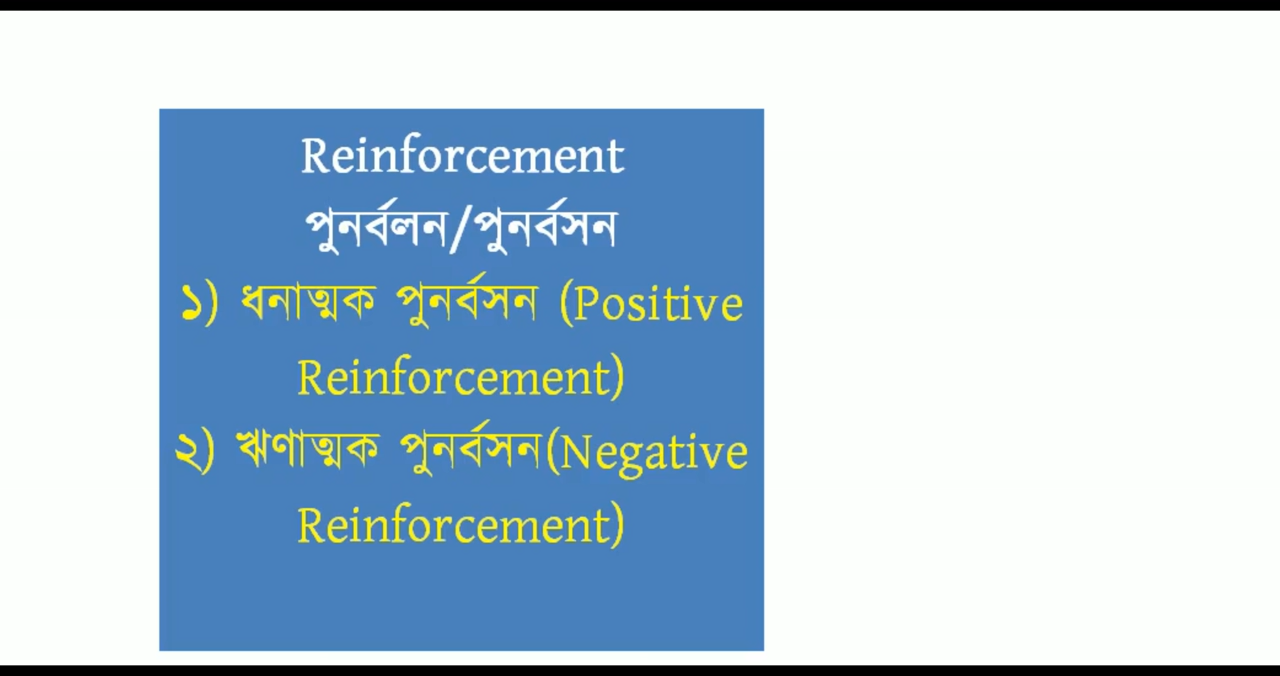 Reinforcement
পুনর্বলন/পুনর্বসন
১) ধনাত্মক পুনর্বসন (Positive
Reinforcement)
২) ঋণাত্মক পুনর্বসন(Negative
Reinforcement)